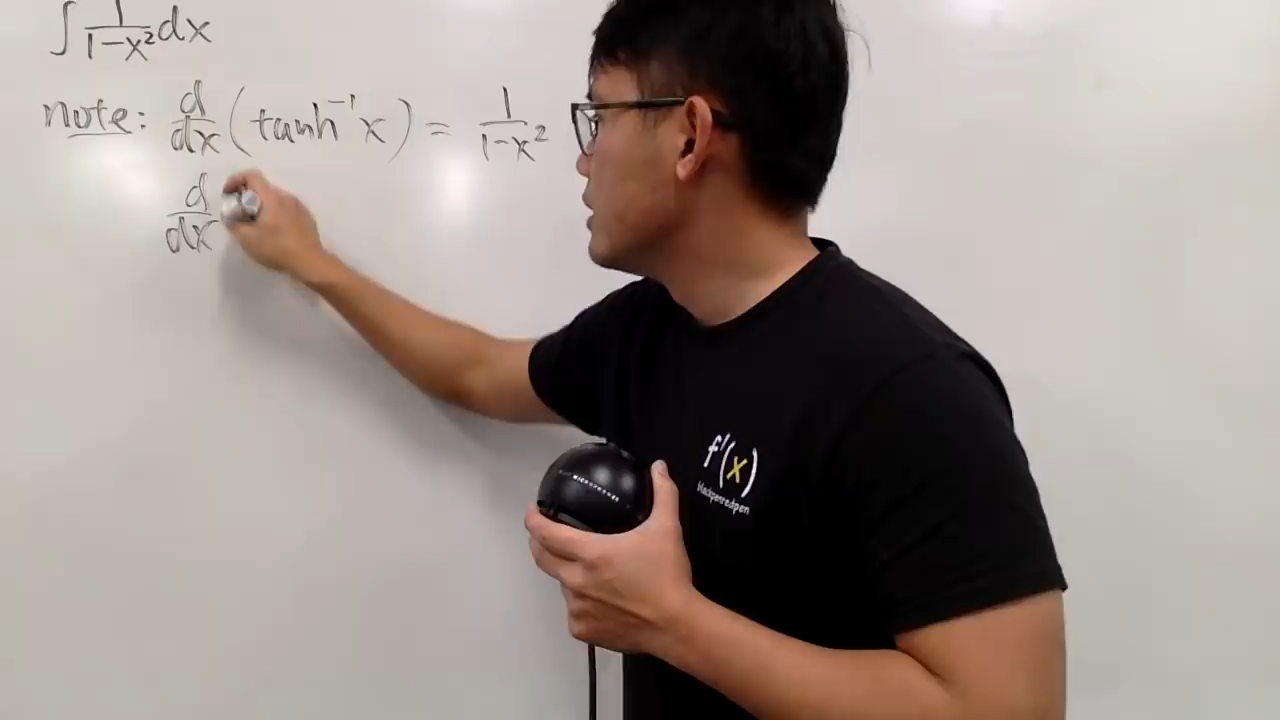 ∫ 1/(1-x²) dx
note: d/dx (tanh⁻¹x) = 1/(1-x²)
d/dx
f'(x)
blackpenredpen